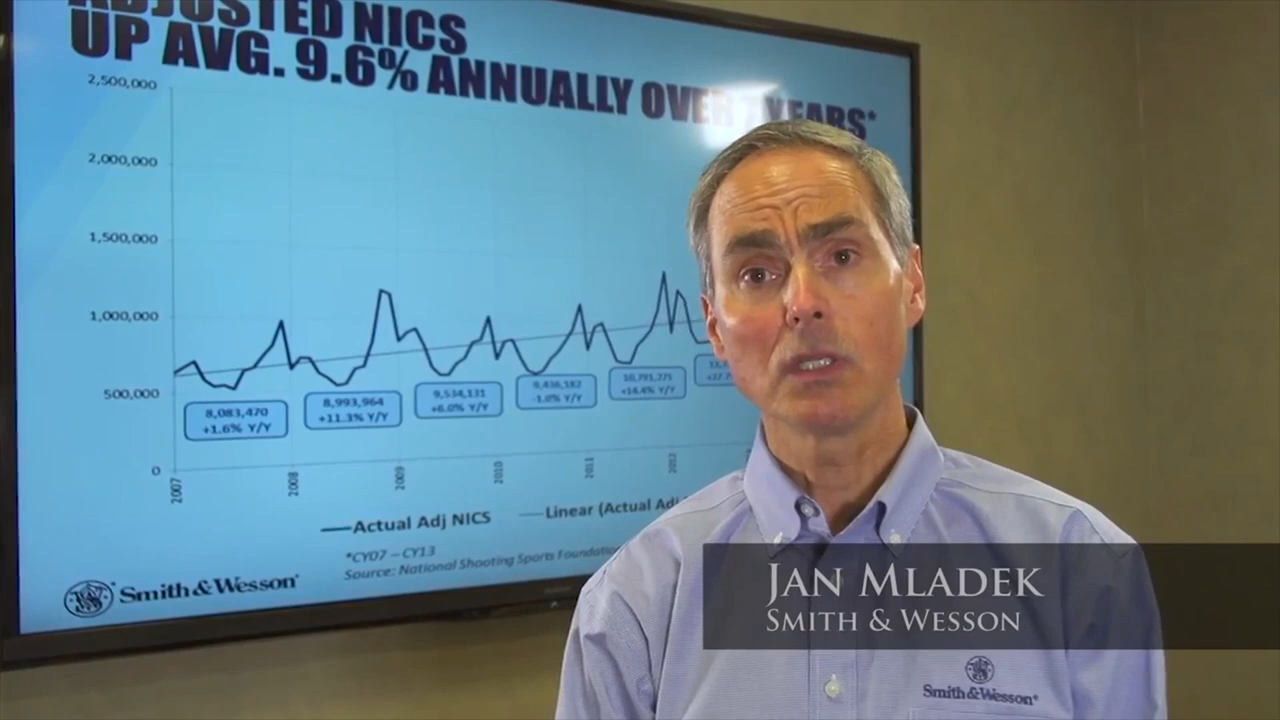 ADJUSTED NICS
UP AVG. 9.6% ANNUALLY OVER 7 YEARS*
2,500,000
2,000,000
1,500,000
1,000,000
500,000
0
8,083,470
+1.6% Y/Y
8,993,964
+11.3% Y/Y
9,534,131
+6.0% Y/Y
9,436,182
-1.0% Y/Y
10,791,771
+14.4% Y/Y
2007
2008
2009
2010
2011
2012
Actual Adj NICS
Linear (Actual Adj
*CY07 – CY13
Source: National Shooting Sports Foundation
Smith & Wesson
JAN MLADEK
SMITH & WESSON
Smith & Wesson